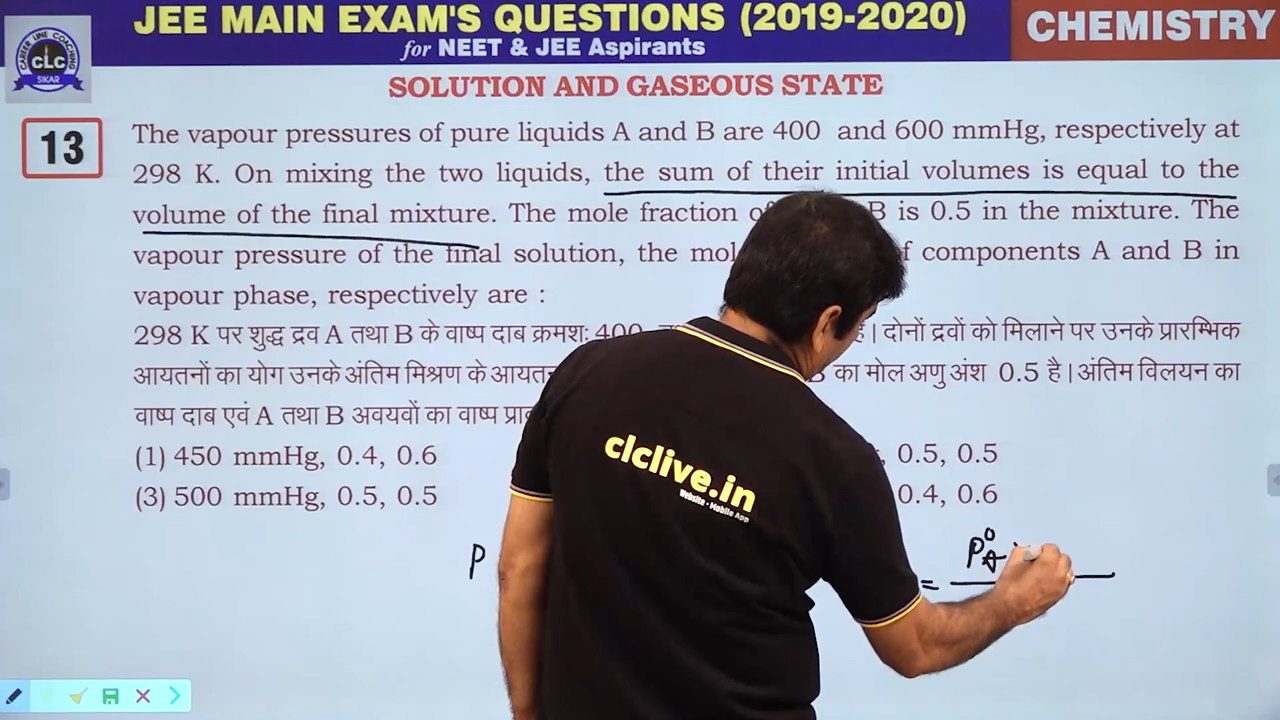 JEE MAIN EXAM'S QUESTIONS (2019-2020)
for NEET & JEE Aspirants
CHEMISTRY
CAREER LINE COACHING
CLC
SIKAR
SOLUTION AND GASEOUS STATE
13
The vapour pressures of pure liquids A and B are 400 and 600 mmHg, respectively at
298 K. On mixing the two liquids, the sum of their initial volumes is equal to the
volume of the final mixture. The mole fraction B is 0.5 in the mixture. The
vapour pressure of the final solution, the components A and B in
vapour phase, respectively are :
298 K पर शुद्ध द्रव A तथा B के वाष्प दाब क्रमशः 400 है। दोनों द्रवों को मिलाने पर उनके प्रारम्भिक
आयतनों का योग उनके अंतिम मिश्रण के B का मोल अणु अंश 0.5 है। अंतिम विलयन का
वाष्प दाब एवं A तथा B अवयवों का वाष्प
(1) 450 mmHg, 0.4, 0.6
0.5, 0.5
(3) 500 mmHg, 0.5, 0.5
0.4, 0.6
P = P°A
clclive.in
Website - Mobile App